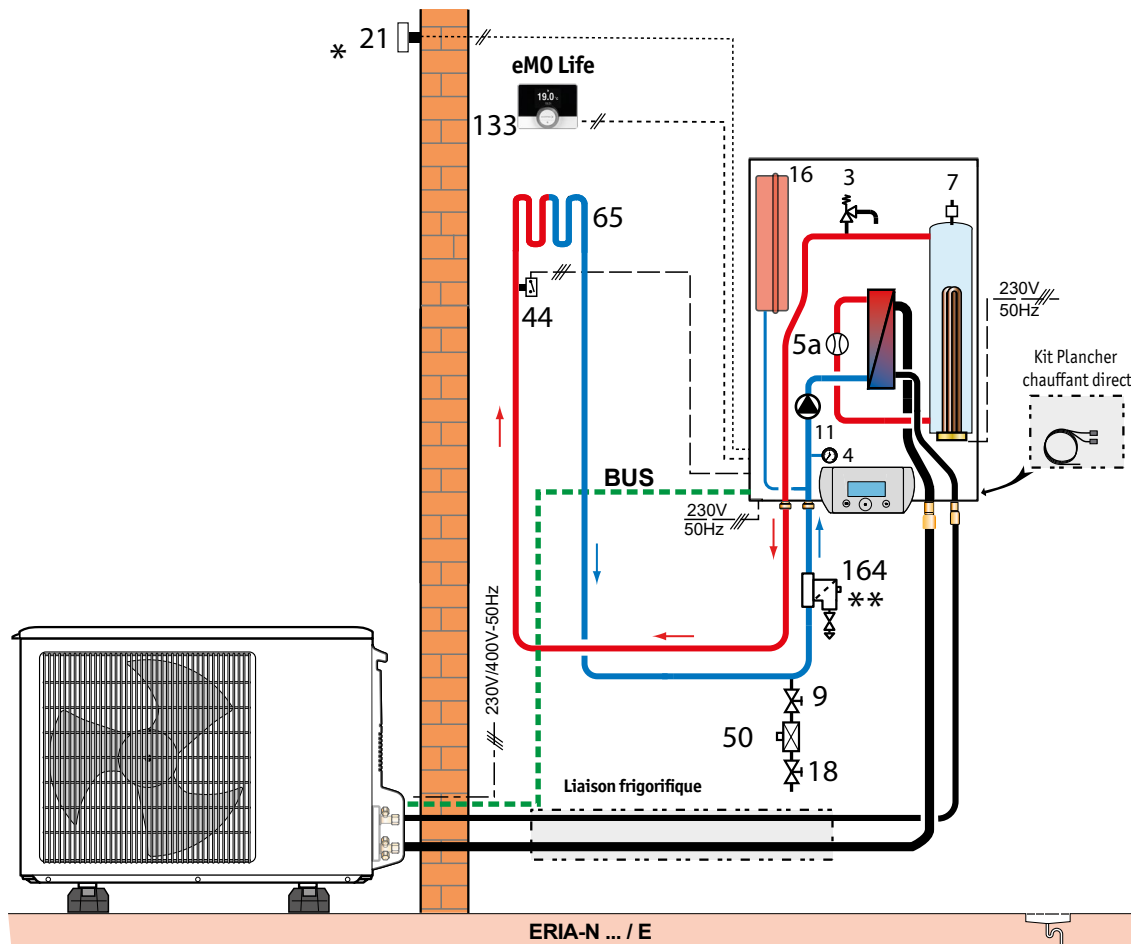 * 21
eMO Life
19.0°
133
16
3
7
65
230V
50Hz
44
5a
Kit Plancher
chauffant direct
11
4
BUS
230V
50Hz
164
**
230V/400V-50Hz
9
50
18
Liaison frigorifique
ERIA-N ... / E